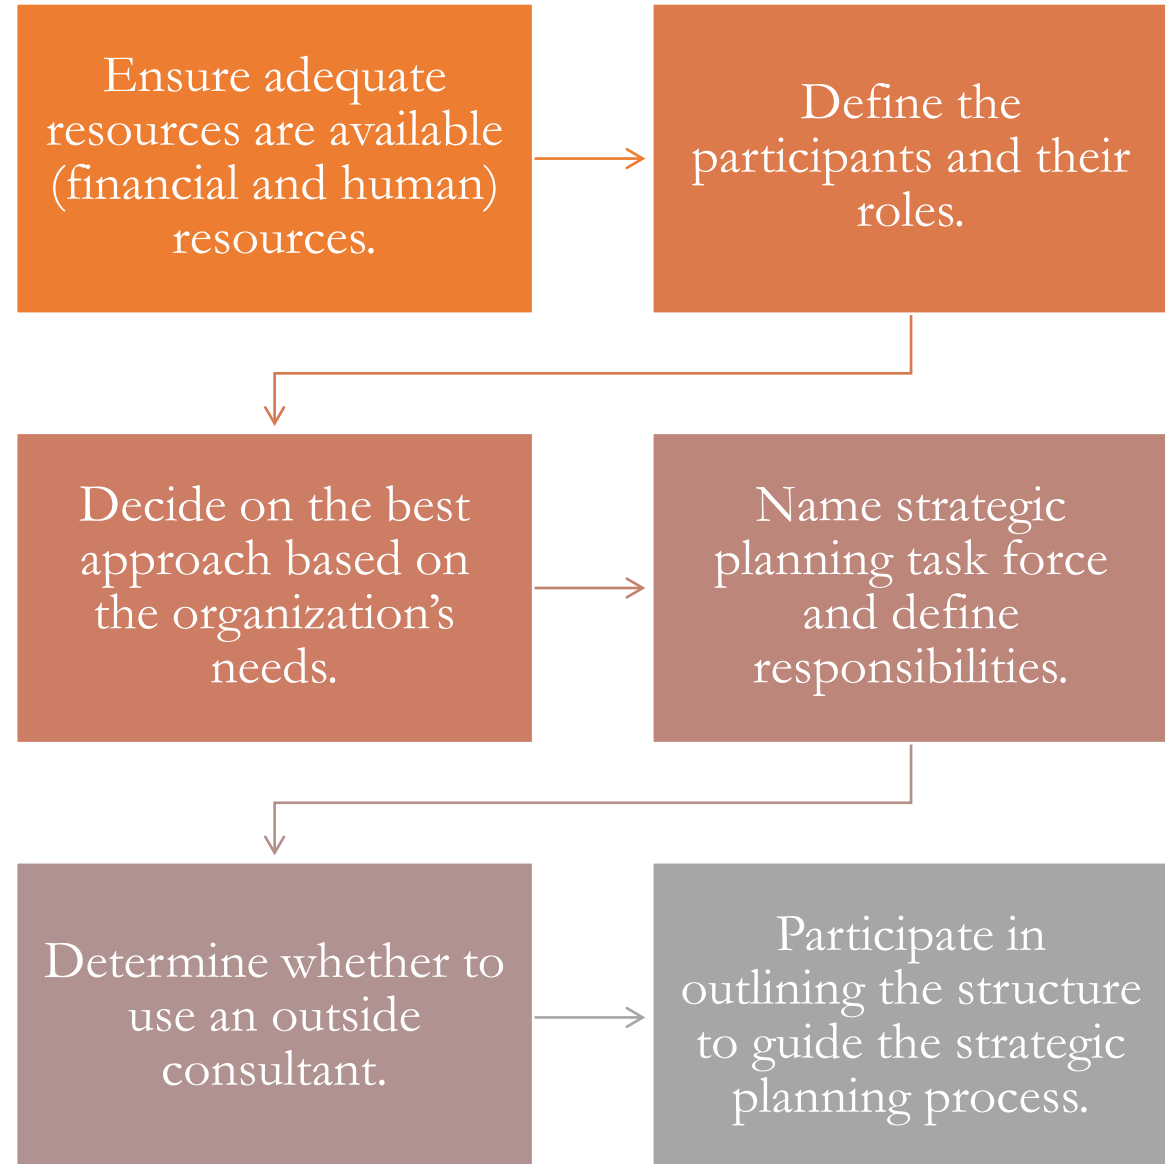 Ensure adequate
resources are available
(financial and human)
resources.
Define the
participants and their
roles.
Decide on the best
approach based on
the organization’s
needs.
Name strategic
planning task force
and define
responsibilities.
Determine whether to
use an outside
consultant.
Participate in
outlining the structure
to guide the strategic
planning process.